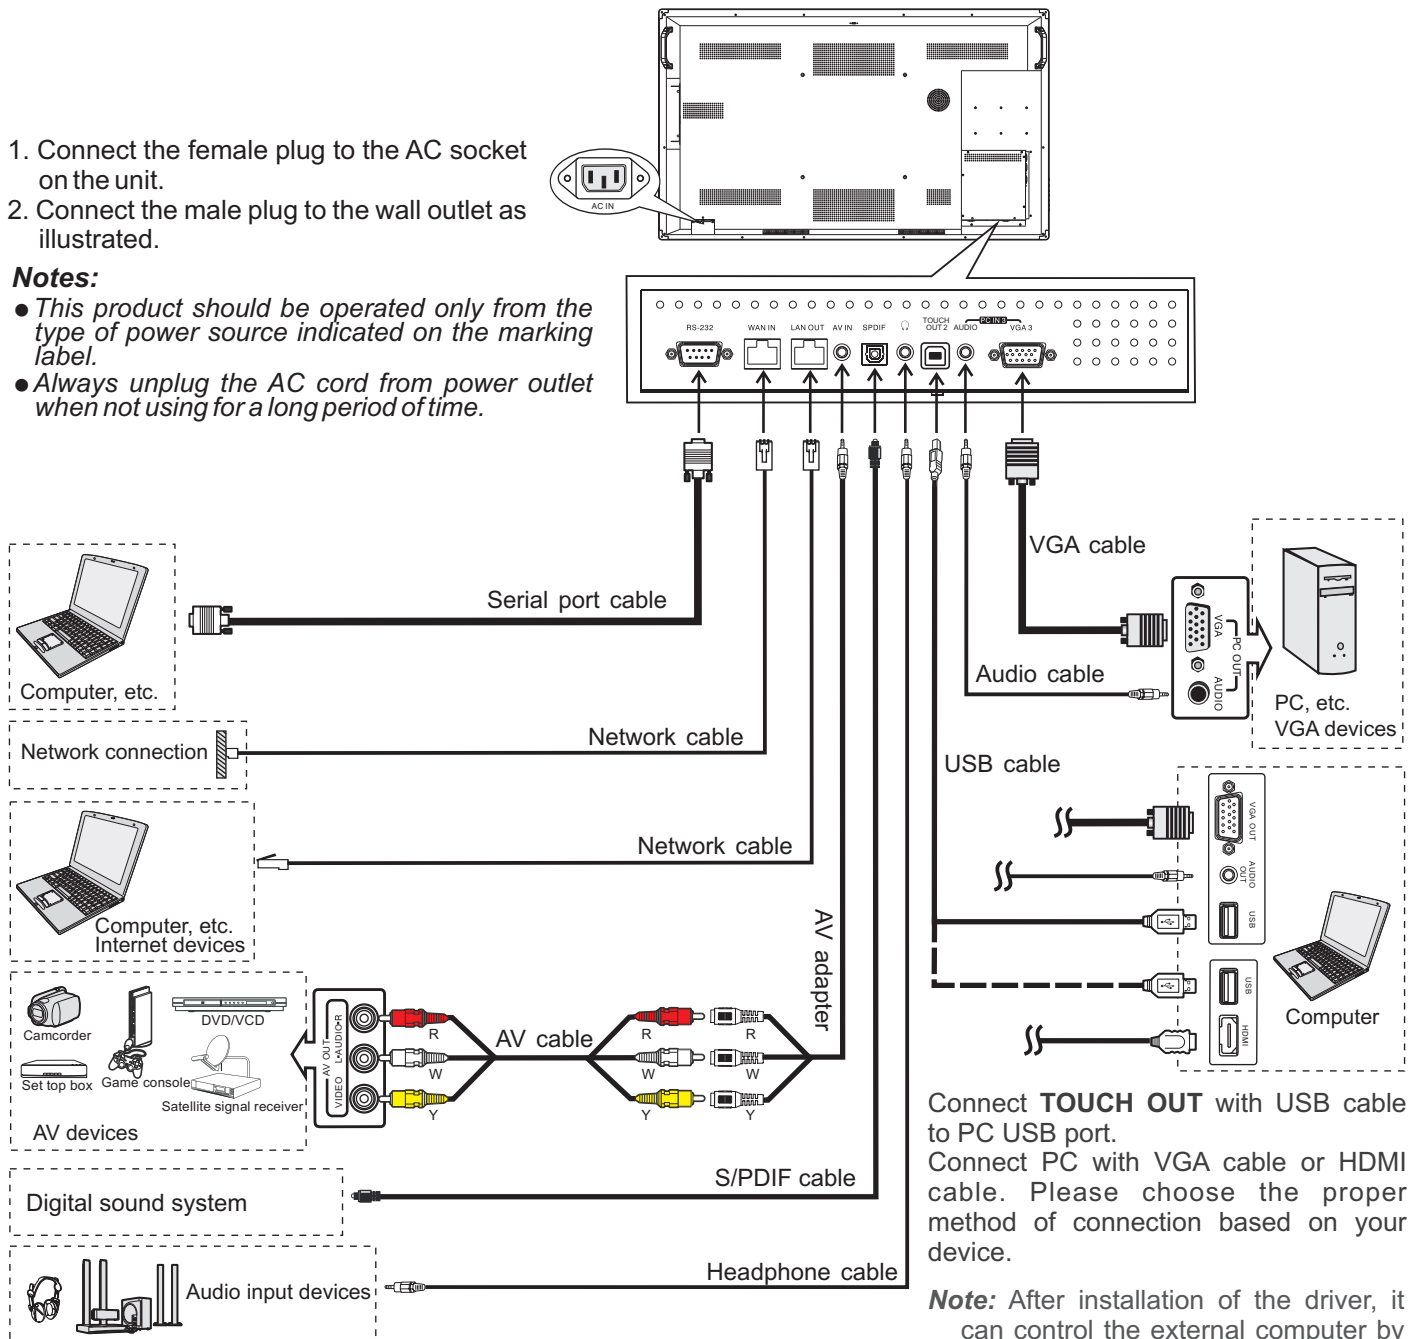 1. Connect the female plug to the AC socket
on the unit.
2. Connect the male plug to the wall outlet as
illustrated.
Notes:
● This product should be operated only from the
type of power source indicated on the marking
label.
● Always unplug the AC cord from power outlet
when not using for a long period of time.
AC IN
RS-232
WAN IN
LAN OUT
AV IN
SPDIF
TOUCH
OUT 2
AUDIO
PC IN 3
VGA 3
VGA cable
Serial port cable
Computer, etc.
Audio cable
VGA
PC OUT
AUDIO
PC, etc.
VGA devices
Network connection
Network cable
USB cable
Network cable
Computer, etc.
Internet devices
VGA OUT
AUDIO
OUT
USB
USB
HDMI
Computer
AV adapter
Camcorder
DVD/VCD
Set top box
Game console
Satellite signal receiver
AV devices
AV OUT
VIDEO
L-AUDIO-R
AV cable
R
W
Y
R
W
Y
R
W
Y
S/PDIF cable
Digital sound system
Headphone cable
Audio input devices
Connect TOUCH OUT with USB cable
to PC USB port.
Connect PC with VGA cable or HDMI
cable. Please choose the proper
method of connection based on your
device.
Note: After installation of the driver, it
can control the external computer by